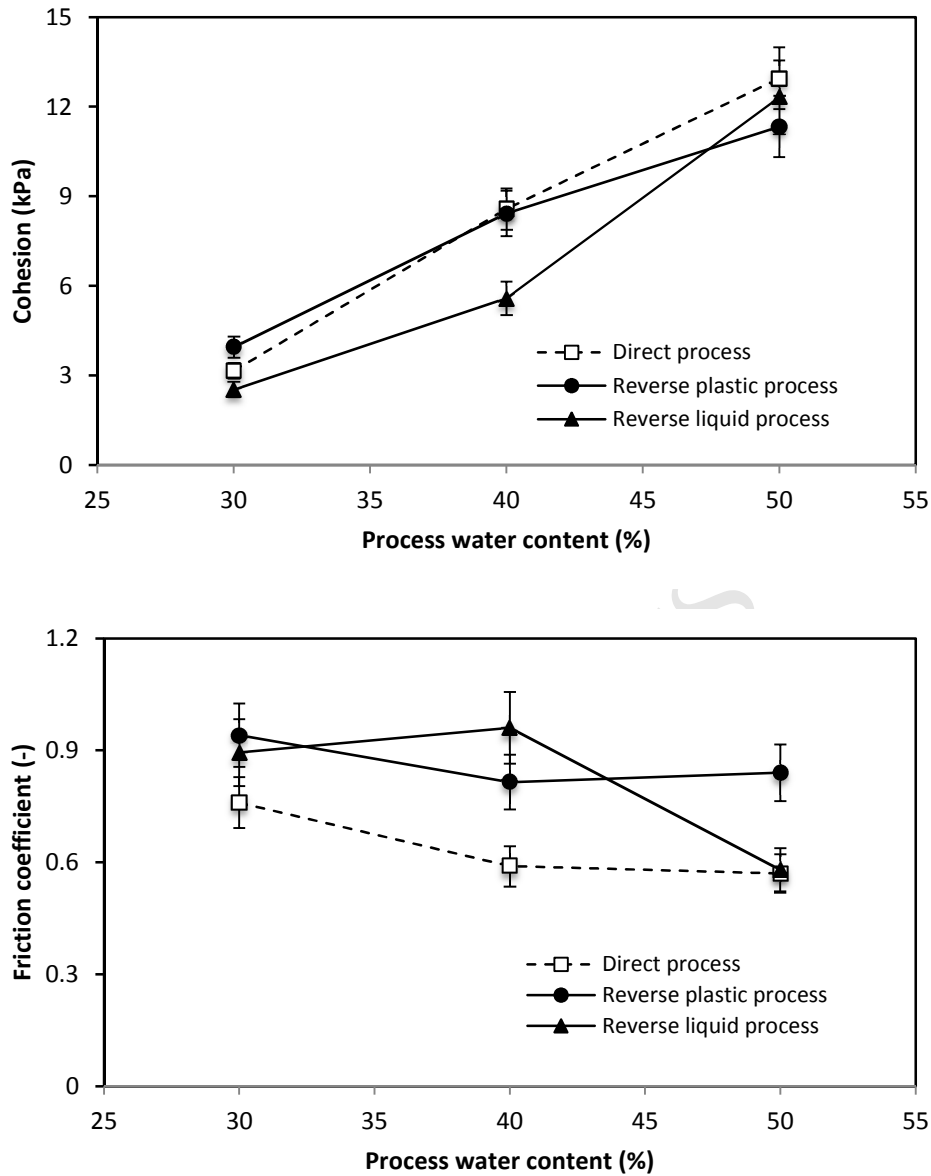 15
12
9
6
3
0
Cohesion (kPa)
Direct process
Reverse plastic process
Reverse liquid process
25 30 35 40 45 50 55
Process water content (%)
1.2
0.9
0.6
0.3
0
Friction coefficient (-)
Direct process
Reverse plastic process
Reverse liquid process
25 30 35 40 45 50 55
Process water content (%)